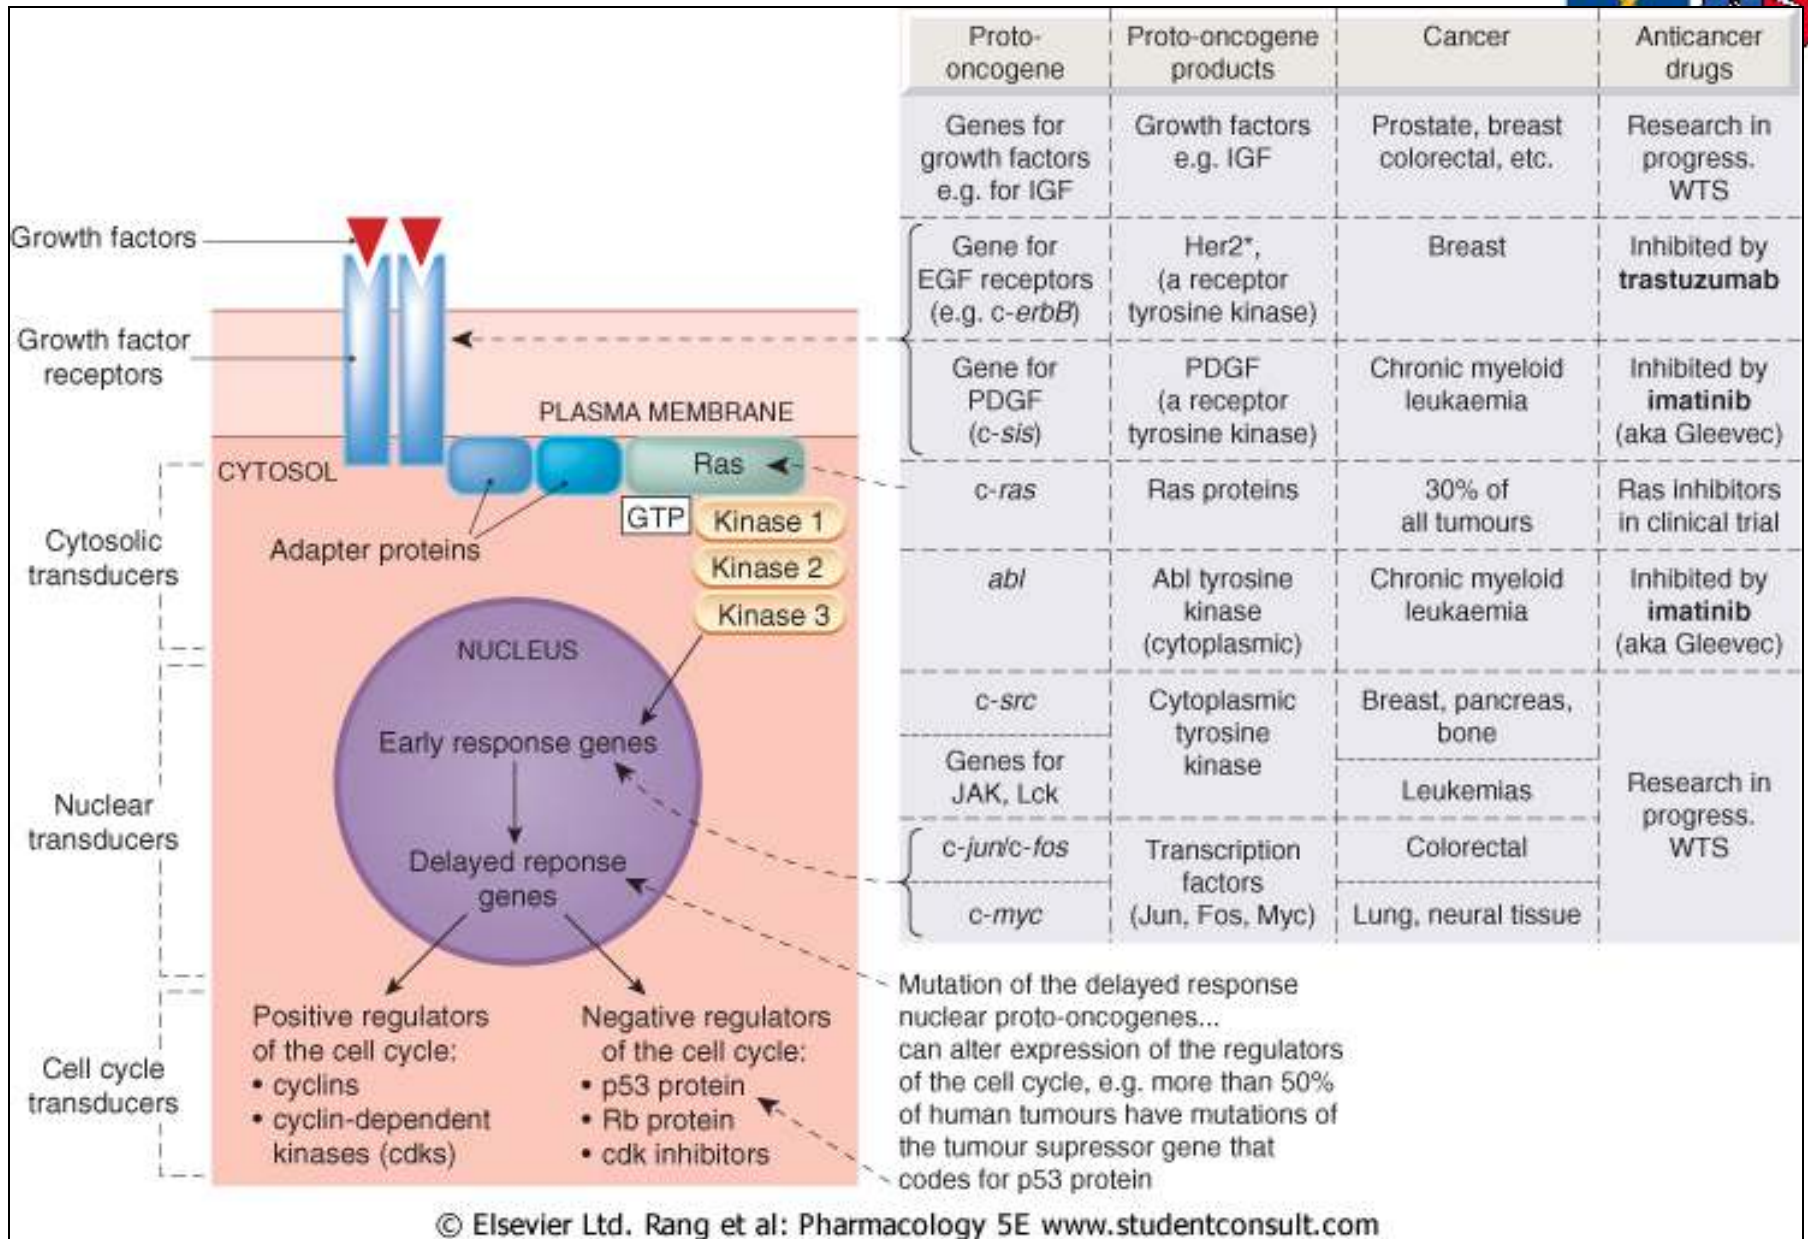 Growth factors
Growth factor
receptors
PLASMA MEMBRANE
CYTOSOL
Ras
GTP
Kinase 1
Kinase 2
Kinase 3
Adapter proteins
Cytosolic
transducers
NUCLEUS
Early response genes
Delayed reponse
genes
Nuclear
transducers
Positive regulators
of the cell cycle:
• cyclins
• cyclin-dependent
kinases (cdks)
Negative regulators
of the cell cycle:
• p53 protein
• Rb protein
• cdk inhibitors
Cell cycle
transducers
Proto-
oncogene
Proto-oncogene
products
Cancer
Anticancer
drugs
Genes for
growth factors
e.g. for IGF
Growth factors
e.g. IGF
Prostate, breast
colorectal, etc.
Research in
progress.
WTS
Gene for
EGF receptors
(e.g. c-erbB)
Her2*,
(a receptor
tyrosine kinase)
Breast
Inhibited by
trastuzumab
Gene for
PDGF
(c-sis)
PDGF
(a receptor
tyrosine kinase)
Chronic myeloid
leukaemia
Inhibited by
imatinib
(aka Gleevec)
c-ras
Ras proteins
30% of
all tumours
Ras inhibitors
in clinical trial
abl
Abl tyrosine
kinase
(cytoplasmic)
Chronic myeloid
leukaemia
Inhibited by
imatinib
(aka Gleevec)
c-src
Cytoplasmic
tyrosine
kinase
Breast, pancreas,
bone
Genes for
JAK, Lck
Leukemias
Research in
progress.
WTS
c-jun/c-fos
Transcription
factors
(Jun, Fos, Myc)
Colorectal
c-myc
Lung, neural tissue
Mutation of the delayed response
nuclear proto-oncogenes...
can alter expression of the regulators
of the cell cycle, e.g. more than 50%
of human tumours have mutations of
the tumour supressor gene that
codes for p53 protein
© Elsevier Ltd. Rang et al: Pharmacology 5E www.studentconsult.com